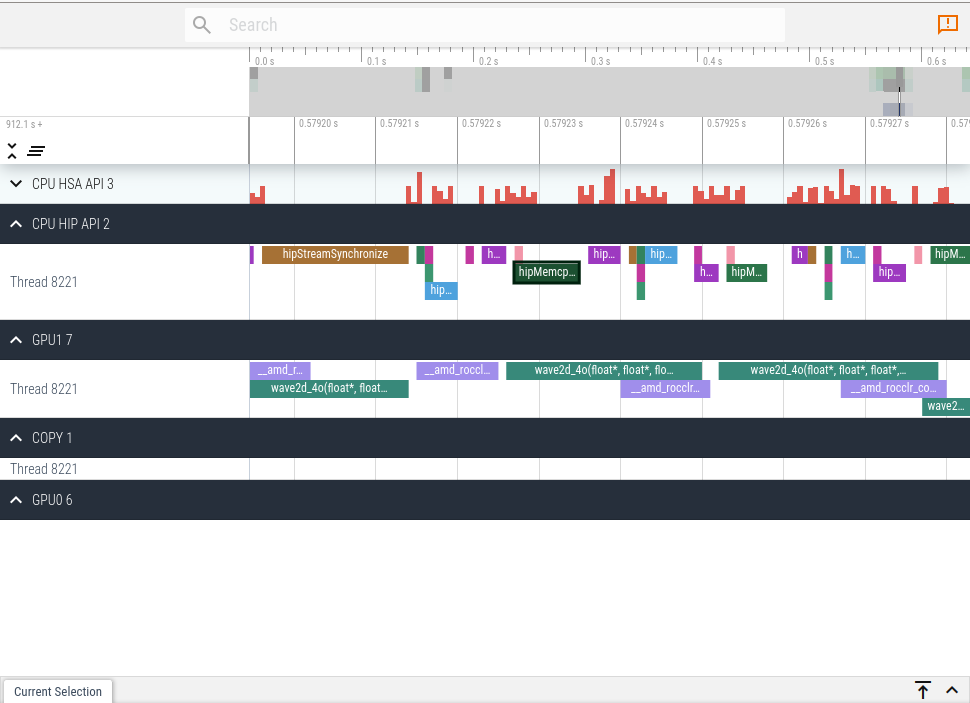 Search
0.0 s 0.1 s 0.2 s 0.3 s 0.4 s 0.5 s 0.6 s
912.1 s + 0.57920 s 0.57921 s 0.57922 s 0.57923 s 0.57924 s 0.57925 s 0.57926 s 0.57927 s 0.579
CPU HSA API 3
CPU HIP API 2
hipStreamSynchronize h... hip... hip... h h... hipM...
Thread 8221 hipMemcp... h... hipM... hip...
hip...
GPU1 7
__amd_r... __amd_roccl... wave2d_4o(float*, float*, flo... wave2d_4o(float*, float*, float*,...
Thread 8221 wave2d_4o(float*, float... __amd_rocclr... __amd_rocclr_co...
wave2...
COPY 1
Thread 8221
GPU0 6
Current Selection